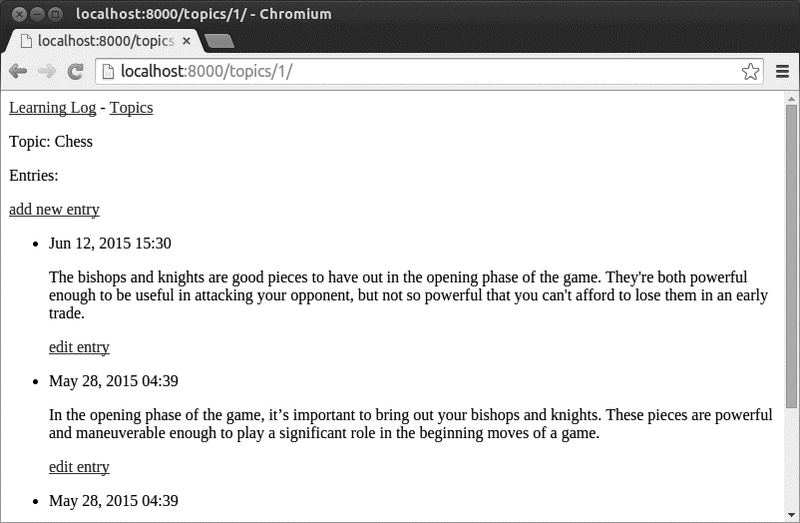 localhost:8000/topics/1/ - Chromium
localhost:8000/topics
localhost:8000/topics/1/
Learning Log - Topics
Topic: Chess
Entries:
add new entry
Jun 12, 2015 15:30
The bishops and knights are good pieces to have out in the opening phase of the game. They're both powerful
enough to be useful in attacking your opponent, but not so powerful that you can't afford to lose them in an early
trade.
edit entry
May 28, 2015 04:39
In the opening phase of the game, it’s important to bring out your bishops and knights. These pieces are powerful
and maneuverable enough to play a significant role in the beginning moves of a game.
edit entry
May 28, 2015 04:39